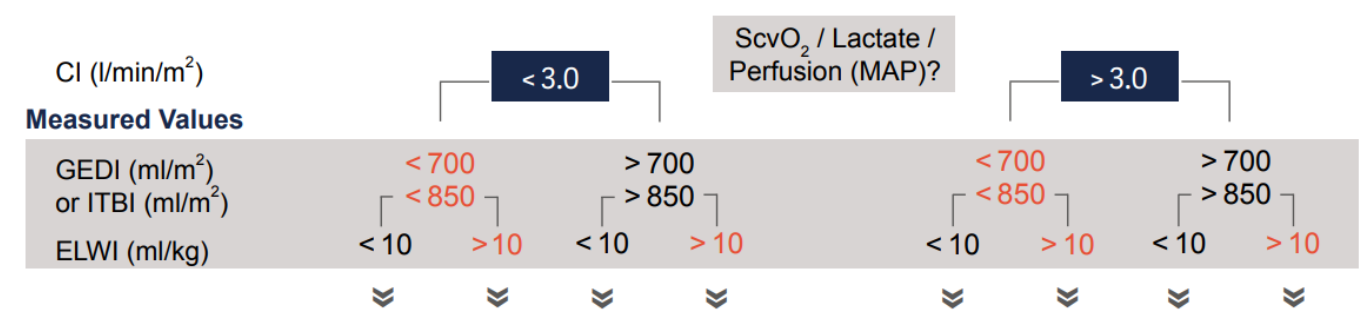 ScvO₂ / Lactate /
Perfusion (MAP)?
CI (l/min/m²) < 3.0 > 3.0
Measured Values
GEDI (ml/m²) < 700 > 700 < 700 > 700
or ITBI (ml/m²) < 850 > 850 < 850 > 850
ELWI (ml/kg) < 10 > 10 < 10 > 10 < 10 > 10 < 10 > 10